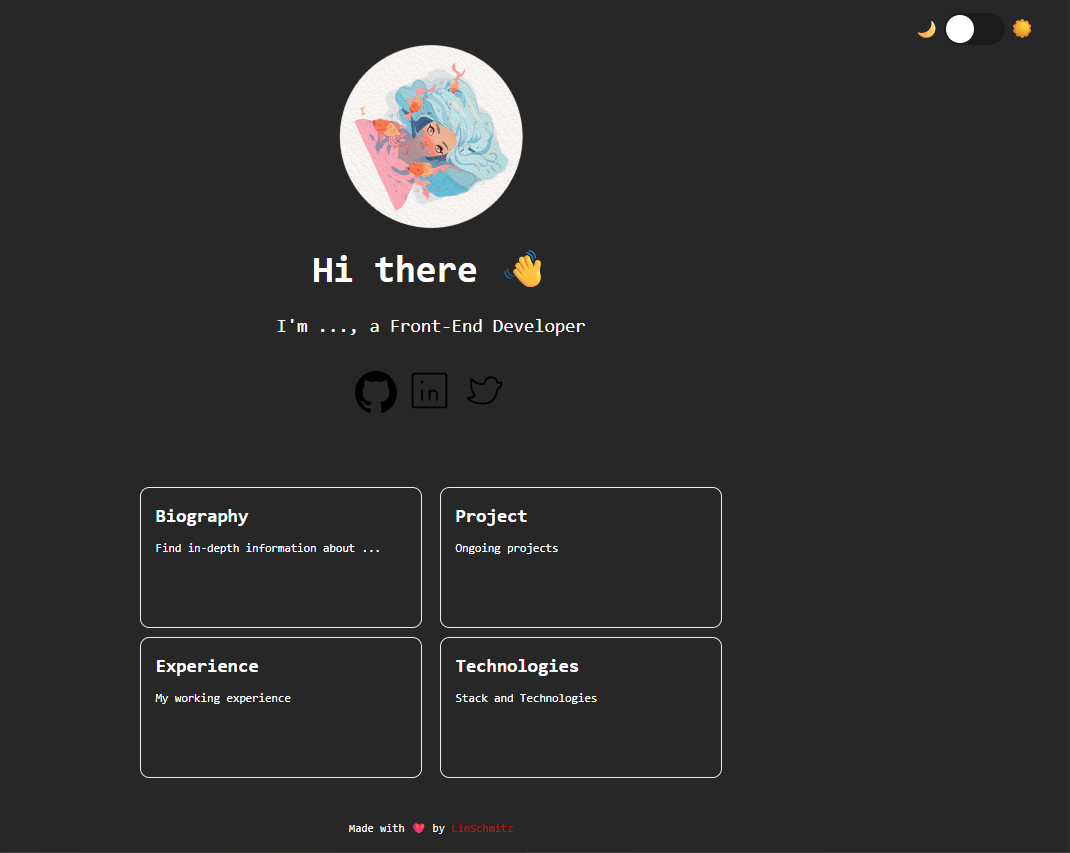 Hi there 👋
I'm ..., a Front-End Developer
in
Biography
Find in-depth information about ...
Project
Ongoing projects
Experience
My working experience
Technologies
Stack and Technologies
Made with ❤ by LinSchmitz